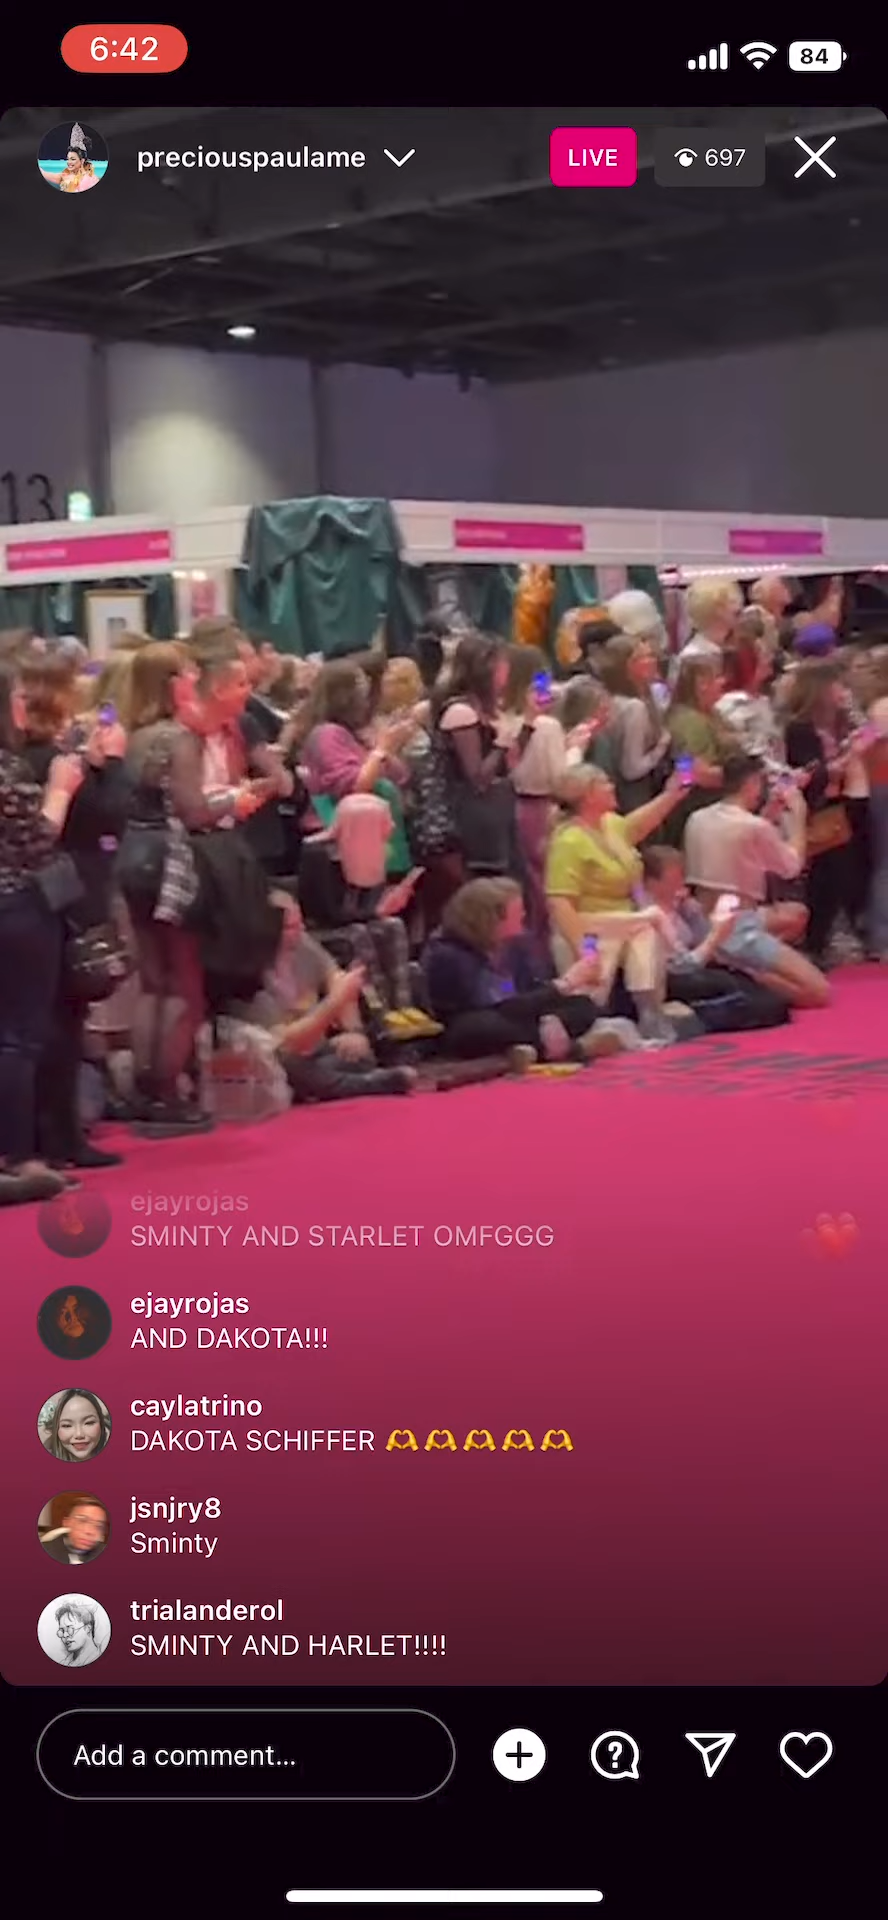 6:42
84
preciouspaulame
LIVE
697
13
ejayrojas
SMINTY AND STARLET OMFGGG
ejayrojas
AND DAKOTA!!!
caylatrino
DAKOTA SCHIFFER 🫶🫶🫶🫶🫶
jsnjry8
Sminty
trialanderol
SMINTY AND HARLET!!!!
Add a comment...